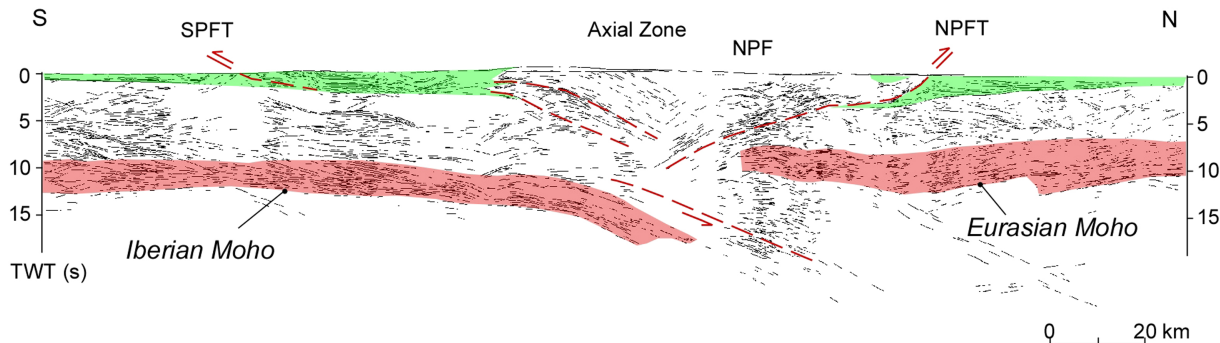 S
N
SPFT
Axial Zone
NPF
NPFT
0
5
10
15
TWT (s)
0
5
10
15
Iberian Moho
Eurasian Moho
0 20 km